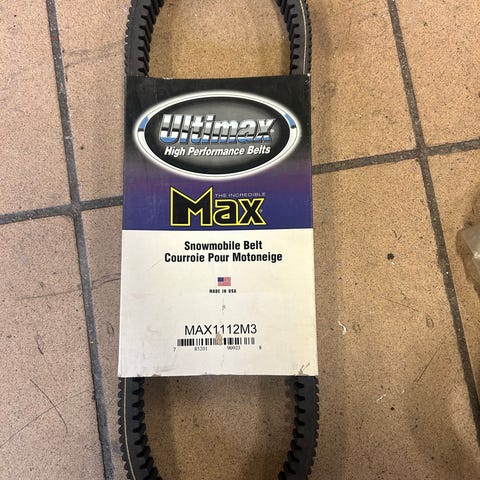 Ultimax
High Performance Belts
THE INCREDIBLE
Max
Snowmobile Belt
Courroie Pour Motoneige
MADE IN USA
MAX1112M3